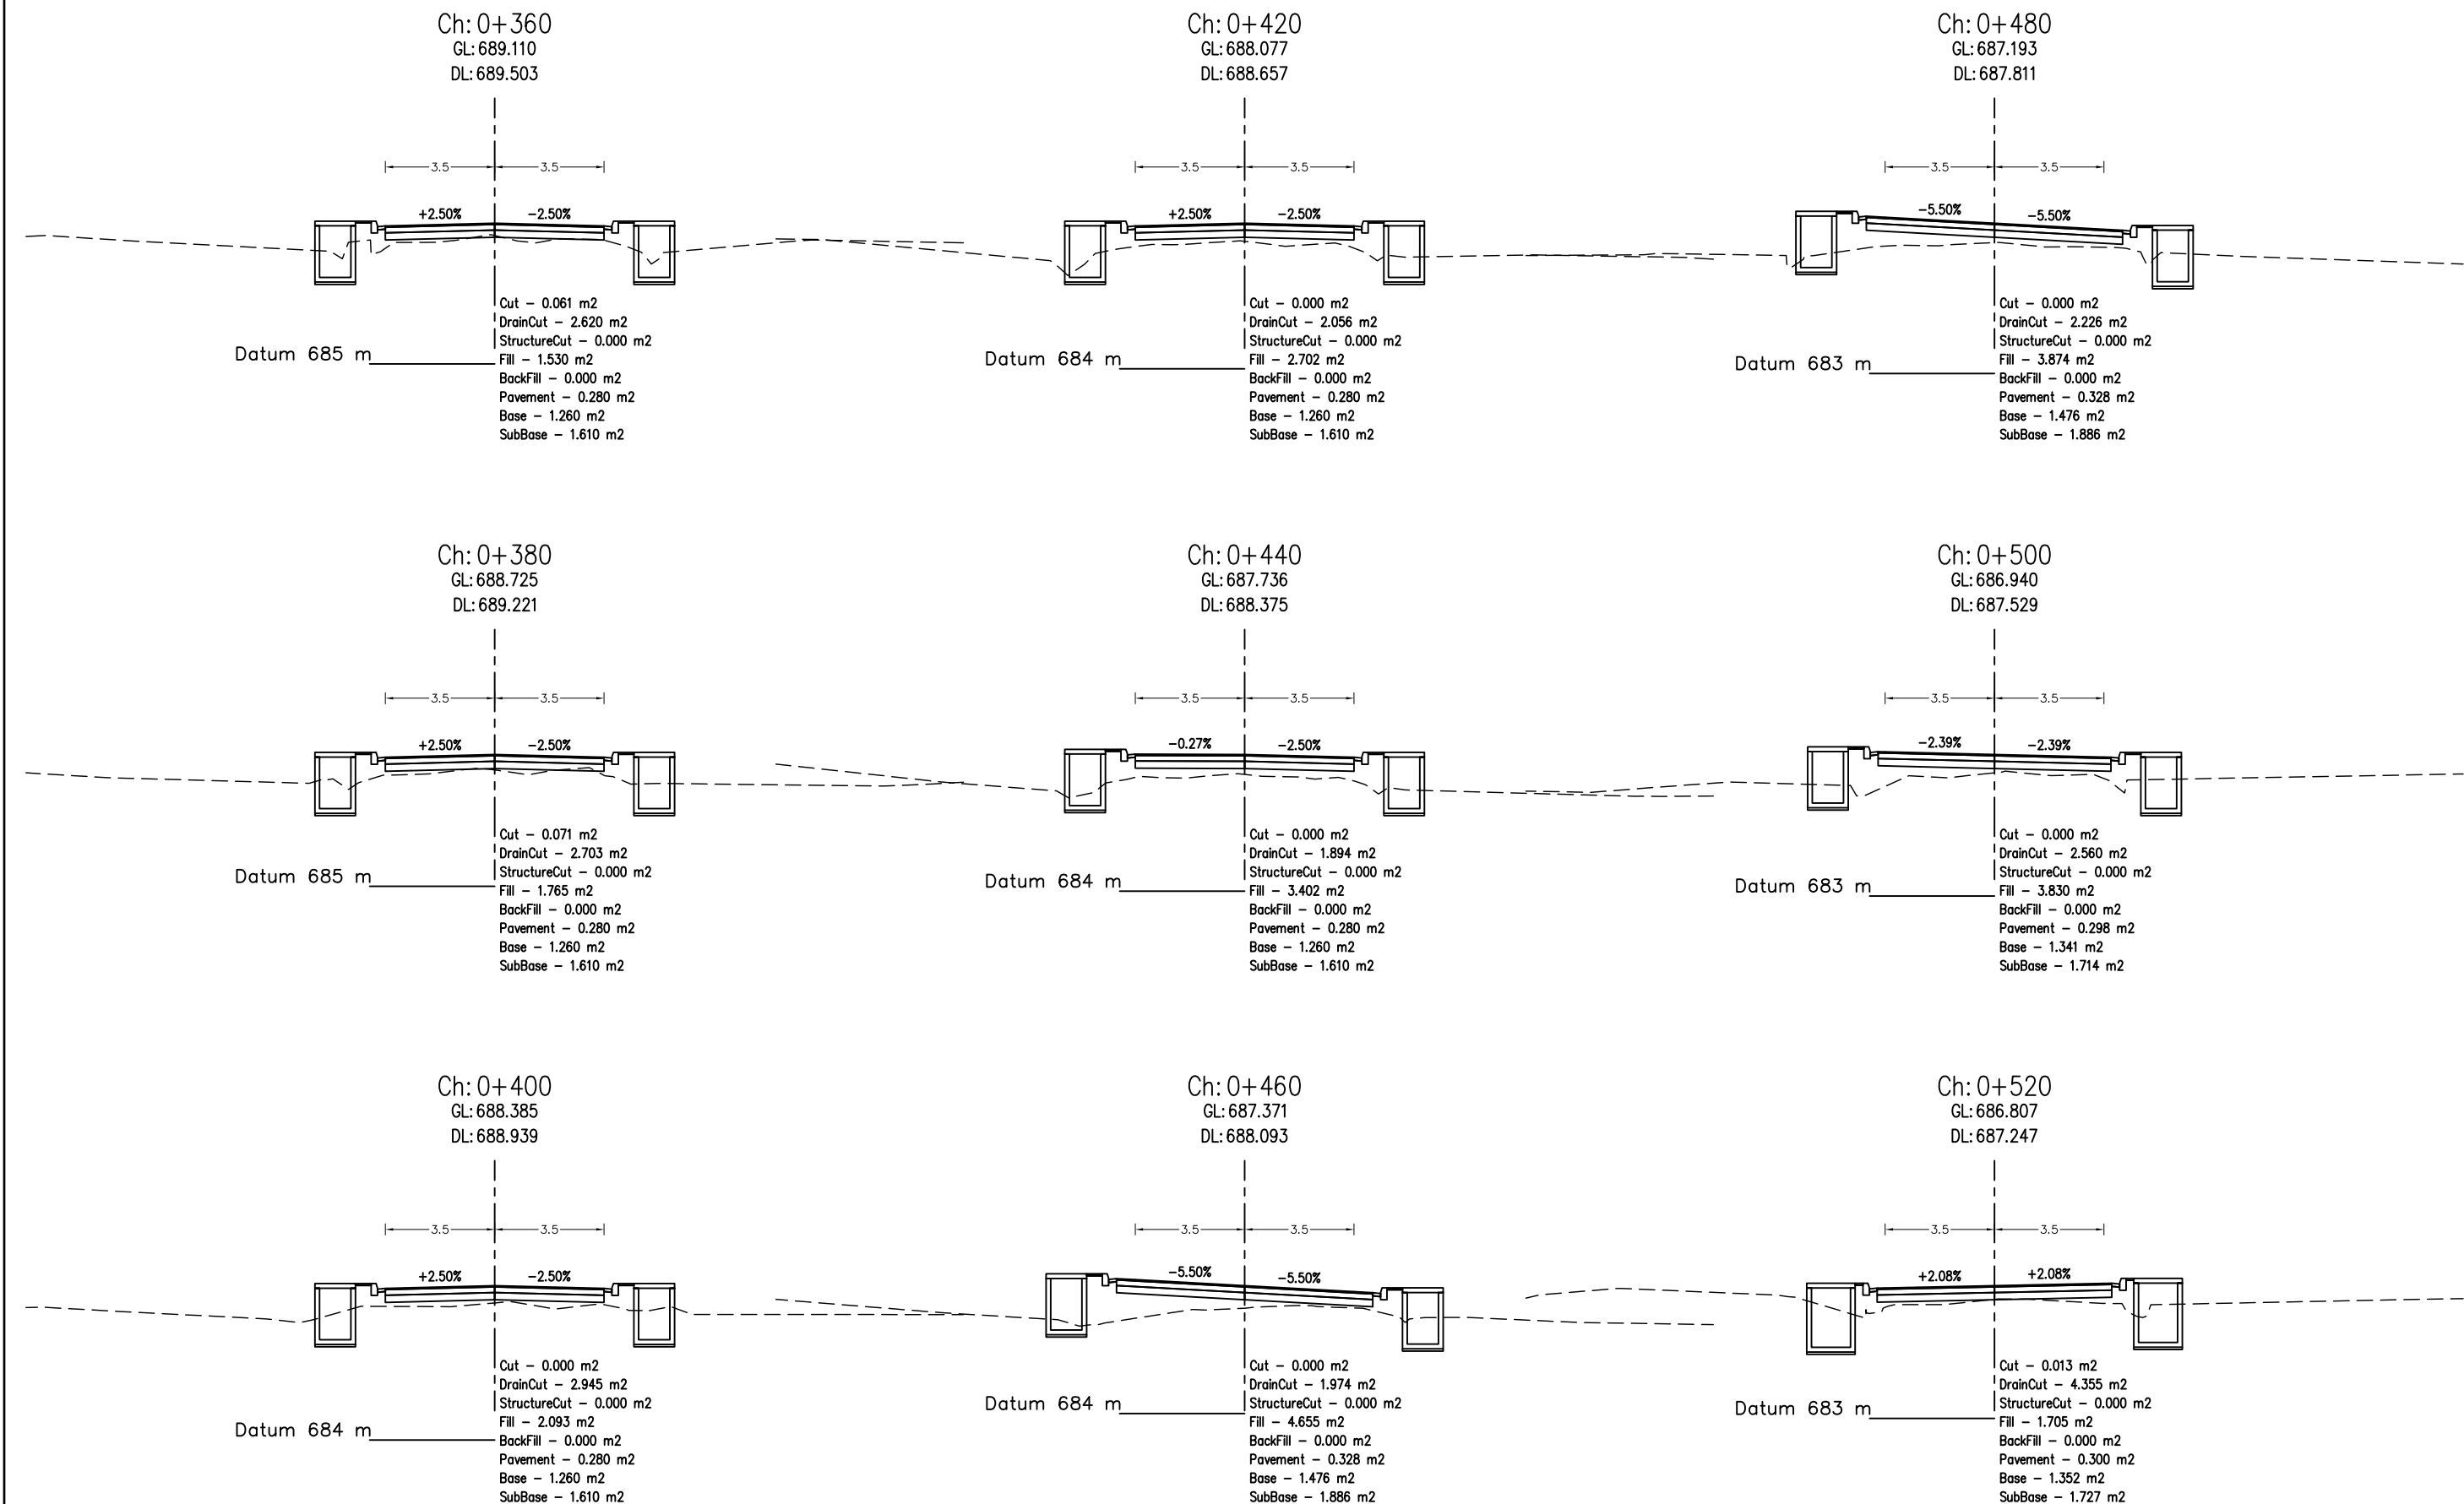 Ch: 0+360
GL: 689.110
DL: 689.503
3.5 3.5
+2.50% -2.50%
Cut - 0.061 m2
DrainCut - 2.620 m2
StructureCut - 0.000 m2
Datum 685 m
Fill - 1.530 m2
BackFill - 0.000 m2
Pavement - 0.280 m2
Base - 1.260 m2
SubBase - 1.610 m2
Ch: 0+420
GL: 688.077
DL: 688.657
3.5 3.5
+2.50% -2.50%
Cut - 0.000 m2
DrainCut - 2.056 m2
StructureCut - 0.000 m2
Datum 684 m
Fill - 2.702 m2
BackFill - 0.000 m2
Pavement - 0.280 m2
Base - 1.260 m2
SubBase - 1.610 m2
Ch: 0+480
GL: 687.193
DL: 687.811
3.5 3.5
-5.50% -5.50%
Cut - 0.000 m2
DrainCut - 2.226 m2
StructureCut - 0.000 m2
Datum 683 m
Fill - 3.874 m2
BackFill - 0.000 m2
Pavement - 0.328 m2
Base - 1.476 m2
SubBase - 1.886 m2
Ch: 0+380
GL: 688.725
DL: 689.221
3.5 3.5
+2.50% -2.50%
Cut - 0.071 m2
DrainCut - 2.703 m2
StructureCut - 0.000 m2
Datum 685 m
Fill - 1.765 m2
BackFill - 0.000 m2
Pavement - 0.280 m2
Base - 1.260 m2
SubBase - 1.610 m2
Ch: 0+440
GL: 687.736
DL: 688.375
3.5 3.5
-0.27% -2.50%
Cut - 0.000 m2
DrainCut - 1.894 m2
StructureCut - 0.000 m2
Datum 684 m
Fill - 3.402 m2
BackFill - 0.000 m2
Pavement - 0.280 m2
Base - 1.260 m2
SubBase - 1.610 m2
Ch: 0+500
GL: 686.940
DL: 687.529
3.5 3.5
-2.39% -2.39%
Cut - 0.000 m2
DrainCut - 2.560 m2
StructureCut - 0.000 m2
Datum 683 m
Fill - 3.830 m2
BackFill - 0.000 m2
Pavement - 0.298 m2
Base - 1.341 m2
SubBase - 1.714 m2
Ch: 0+400
GL: 688.385
DL: 688.939
3.5 3.5
+2.50% -2.50%
Cut - 0.000 m2
DrainCut - 2.945 m2
StructureCut - 0.000 m2
Fill - 2.093 m2
Datum 684 m
BackFill - 0.000 m2
Pavement - 0.280 m2
Base - 1.260 m2
SubBase - 1.610 m2
Ch: 0+460
GL: 687.371
DL: 688.093
3.5 3.5
-5.50% -5.50%
Cut - 0.000 m2
DrainCut - 1.974 m2
StructureCut - 0.000 m2
Datum 684 m
Fill - 4.655 m2
BackFill - 0.000 m2
Pavement - 0.328 m2
Base - 1.476 m2
SubBase - 1.886 m2
Ch: 0+520
GL: 686.807
DL: 687.247
3.5 3.5
+2.08% +2.08%
Cut - 0.013 m2
DrainCut - 4.355 m2
StructureCut - 0.000 m2
Datum 683 m
Fill - 1.705 m2
BackFill - 0.000 m2
Pavement - 0.300 m2
Base - 1.352 m2
SubBase - 1.727 m2